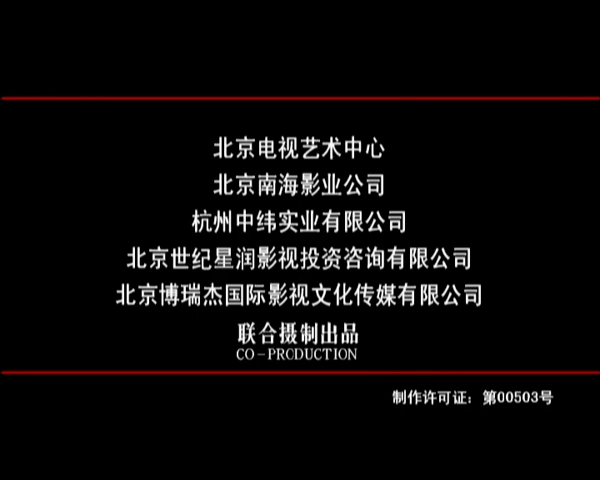 北京电视艺术中心
北京南海影业公司
杭州中纬实业有限公司
北京世纪星润影视投资咨询有限公司
北京博瑞杰国际影视文化传媒有限公司
联合摄制出品
CO-PRODUCTION
制作许可证：第00503号